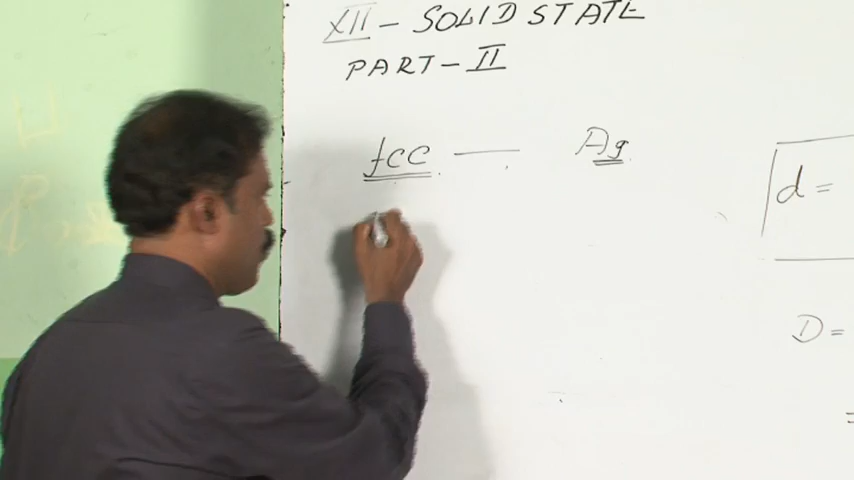 XII - SOLID STATE
PART - II
fcc — Ag
d =
D =
=